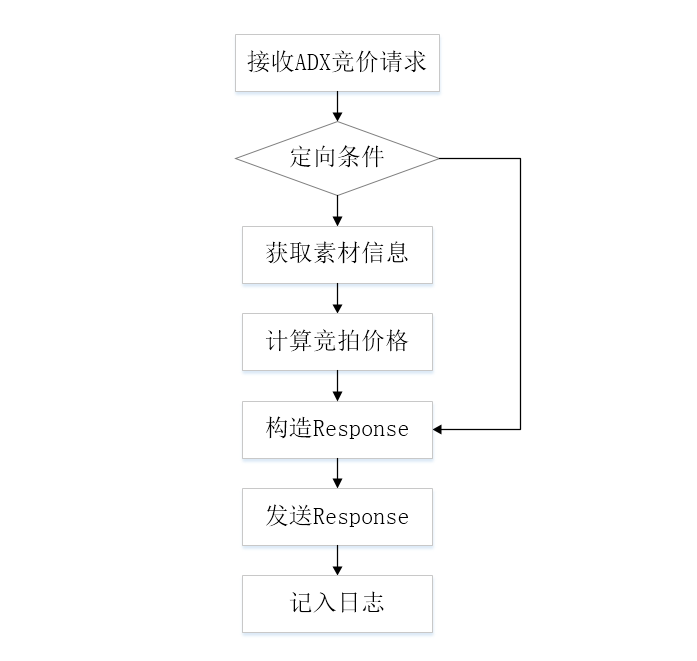 接收ADX竞价请求
定向条件
获取素材信息
计算竞拍价格
构造Response
发送Response
记入日志